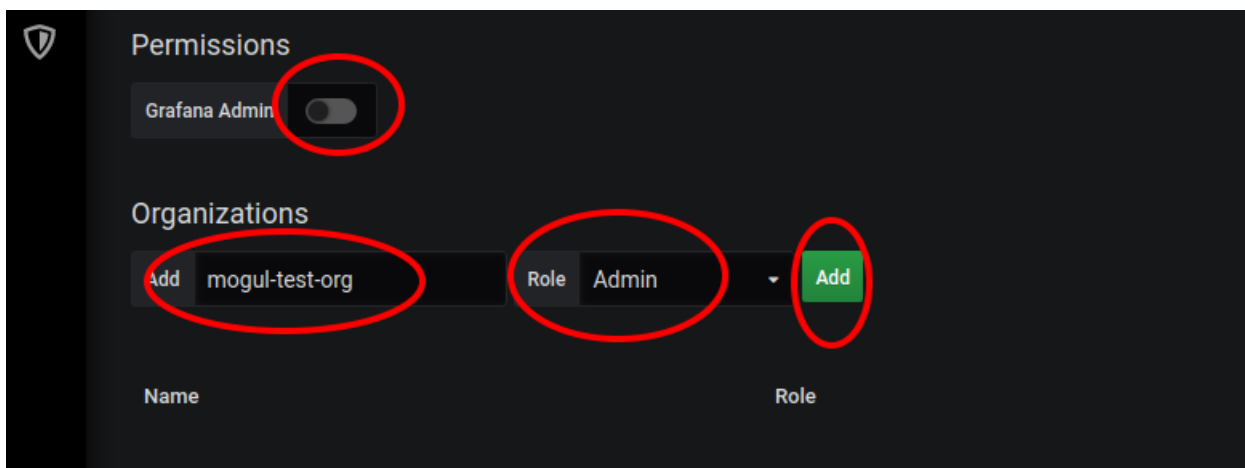 Permissions
Grafana Admin
Organizations
Add mogul-test-org Role Admin Add
Name Role